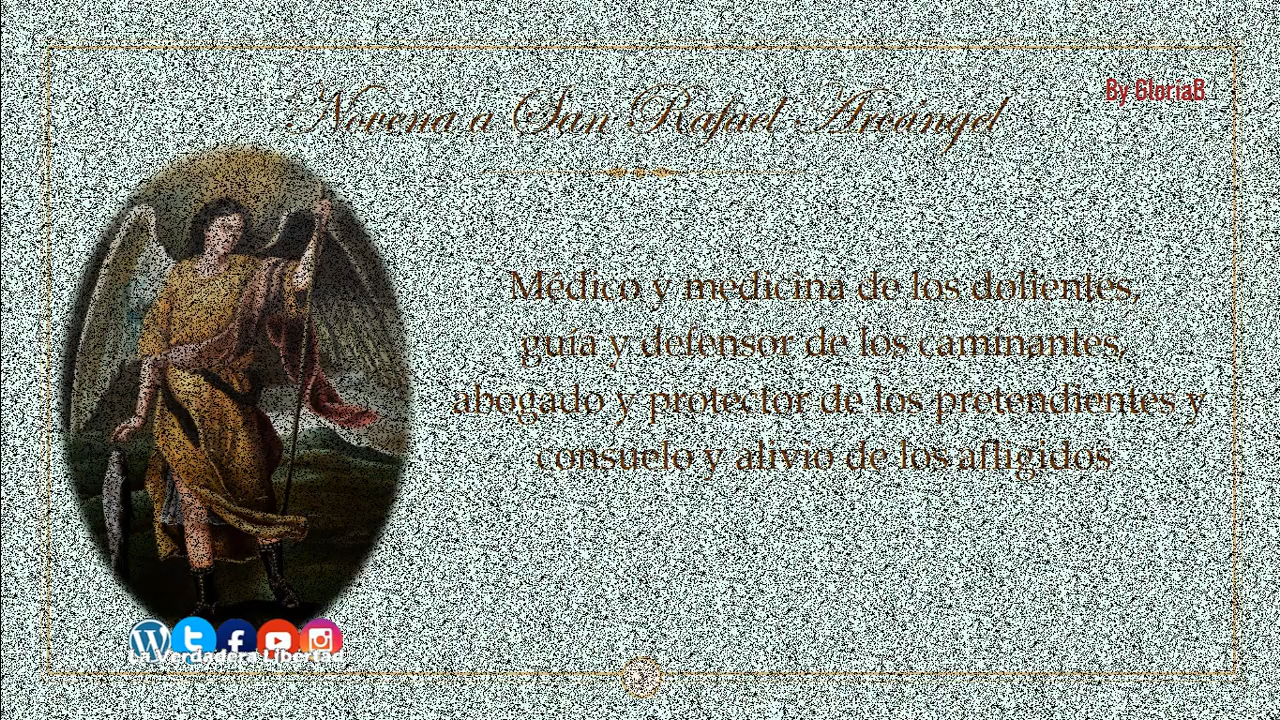 Novena a San Rafael Arcángel
By GloriaB
Médico y medicina de los dolientes,
guía y defensor de los caminantes,
abogado y protector de los pretendientes y
consuelo y alivio de los afligidos
La Verdadera Libertad